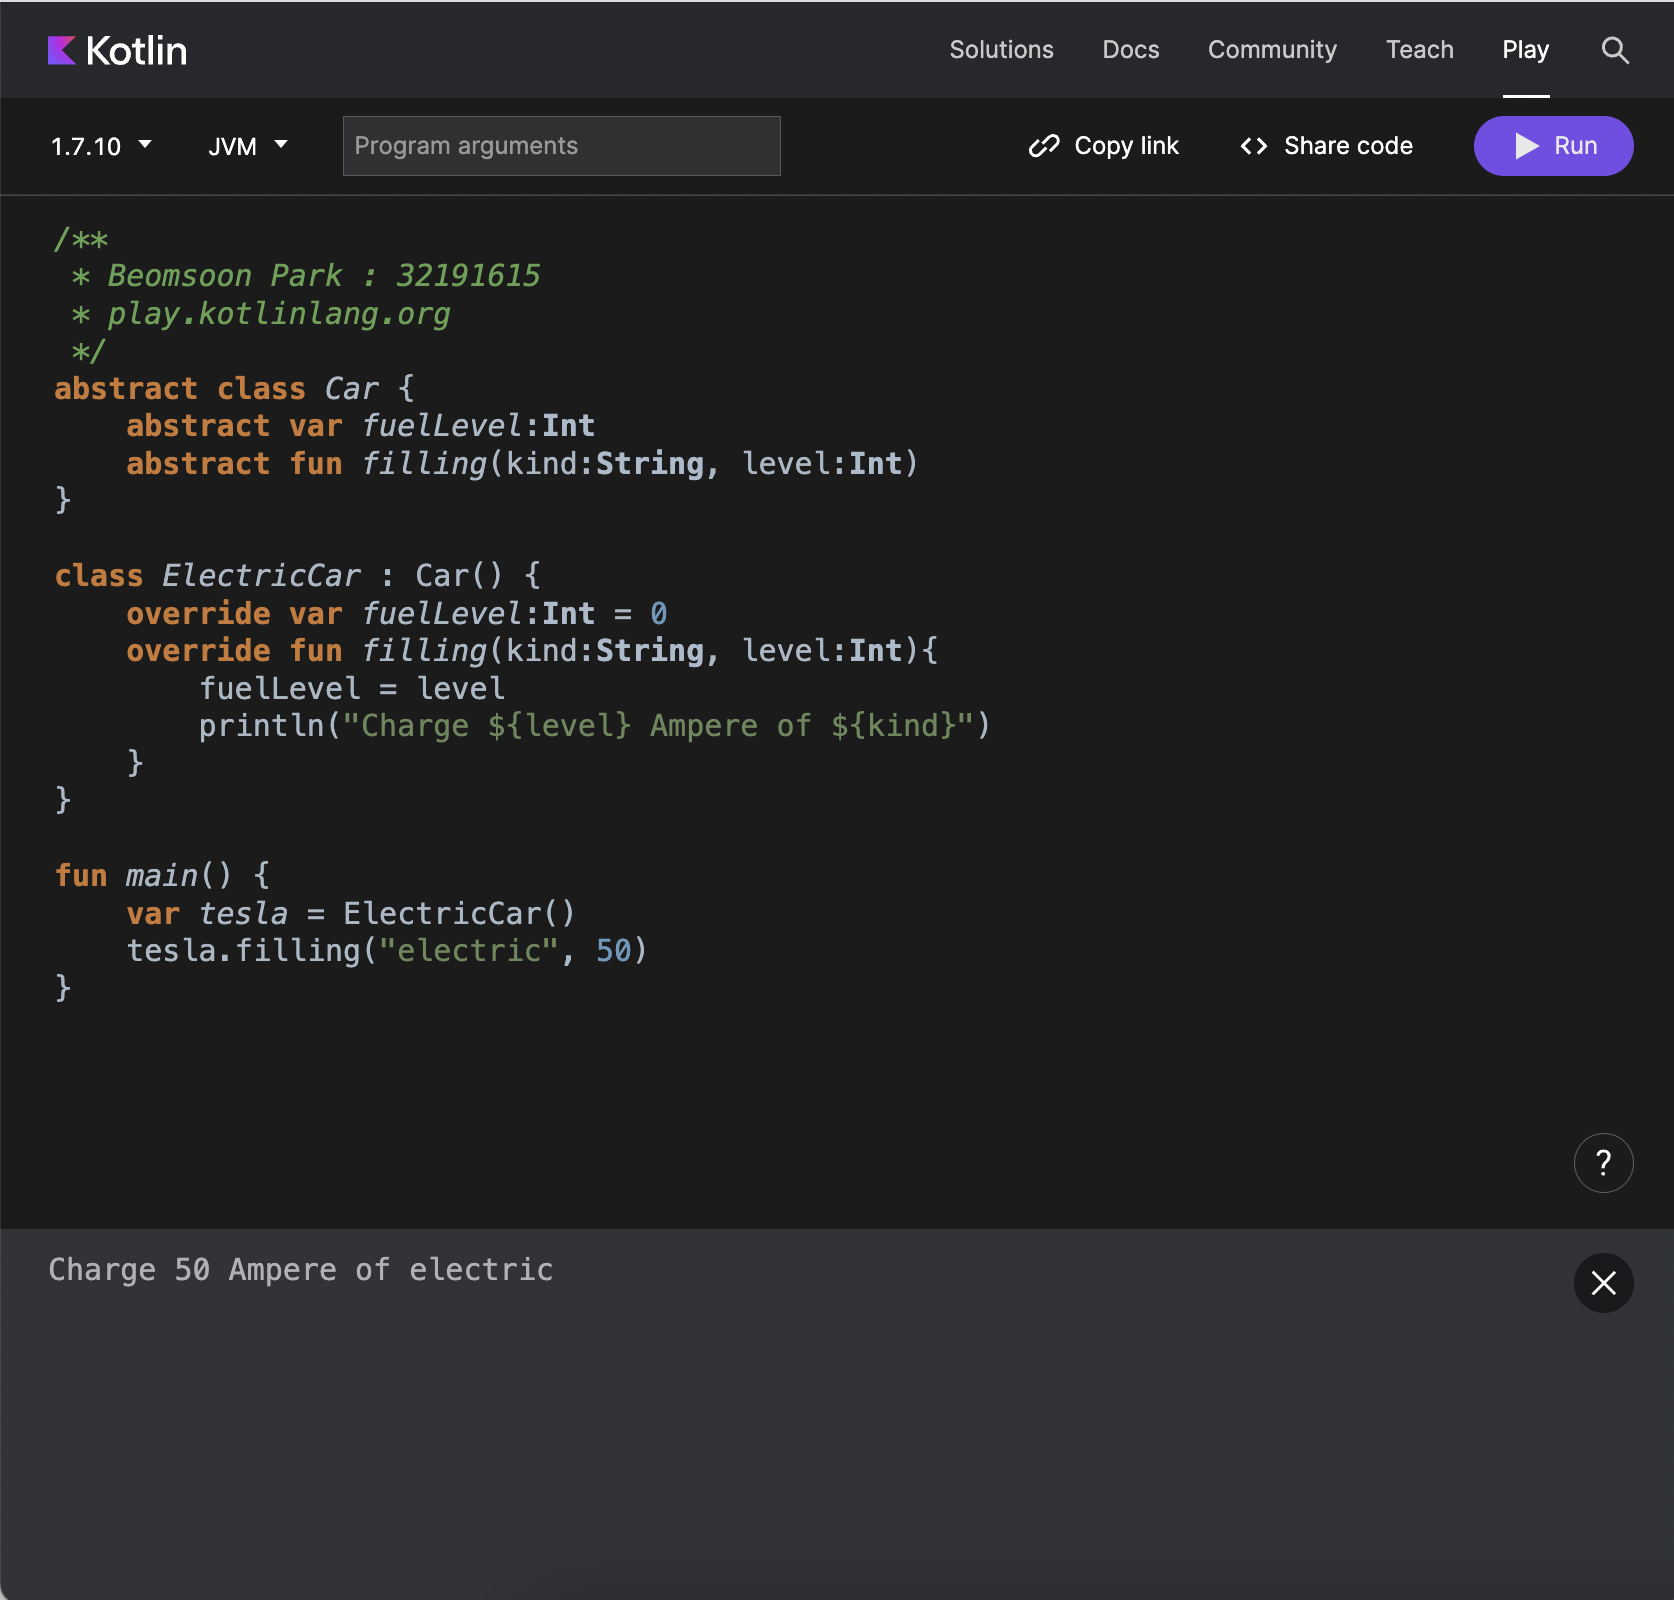 Kotlin
Solutions Docs Community Teach Play
1.7.10 JVM Program arguments Copy link <> Share code Run
/**
 * Beomsoon Park : 32191615
 * play.kotlinlang.org
 */
abstract class Car {
    abstract var fuelLevel:Int
    abstract fun filling(kind:String, level:Int)
}

class ElectricCar : Car() {
    override var fuelLevel:Int = 0
    override fun filling(kind:String, level:Int){
        fuelLevel = level
        println("Charge ${level} Ampere of ${kind}")
    }
}

fun main() {
    var tesla = ElectricCar()
    tesla.filling("electric", 50)
}
?
Charge 50 Ampere of electric